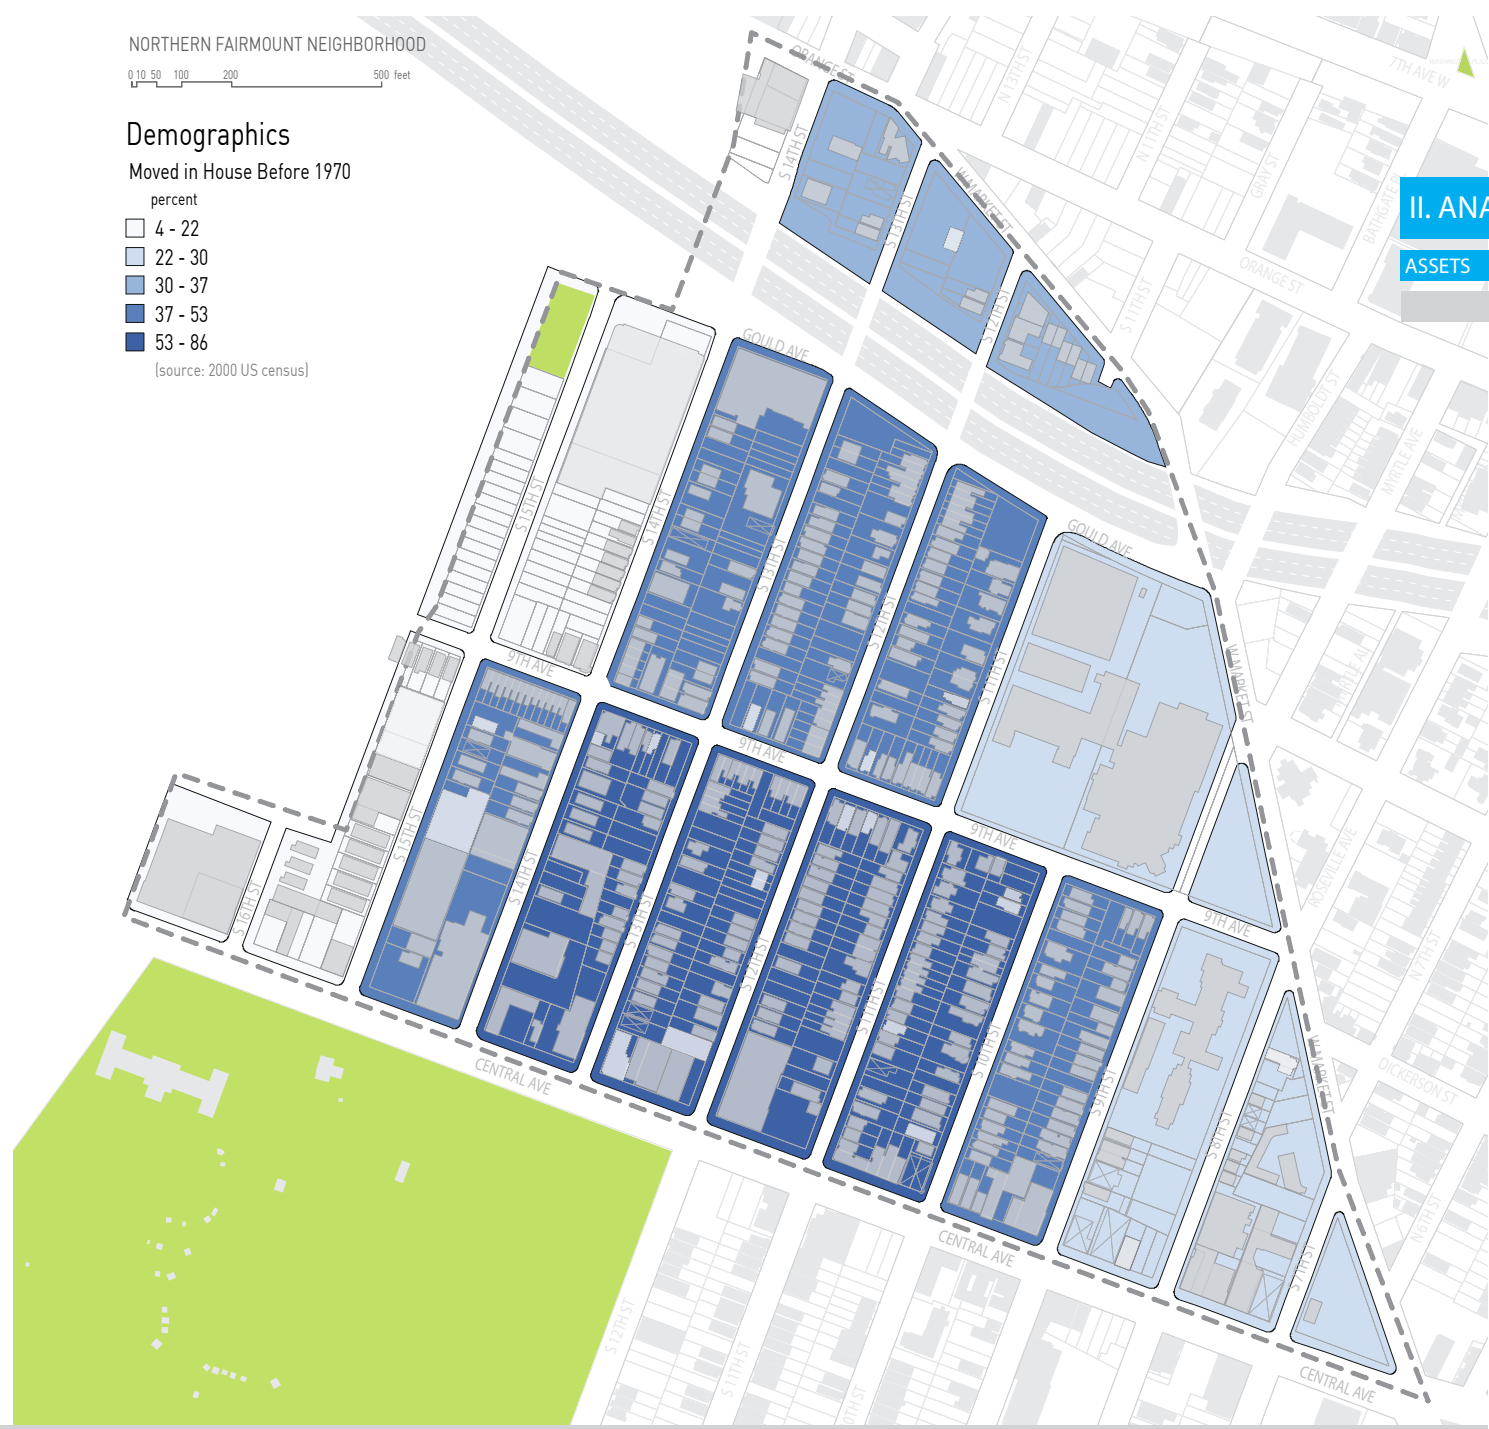 NORTHERN FAIRMOUNT NEIGHBORHOOD
0 10 50 100 200 500 feet
Demographics
Moved in House Before 1970
percent
4 - 22
22 - 30
30 - 37
37 - 53
53 - 86
(source: 2000 US census)
II. ANA
ASSETS
ORANGE ST
N 13TH ST
7TH AVE W
S 14TH ST
N 11TH ST
GRAY ST
W MARKET ST
S 13TH ST
BATHGATE PL
ORANGE ST
S 11TH ST
S 12TH ST
GOULD AVE
HUMBOLDT ST
MYRTLE AVE
S 15TH ST
S 14TH ST
GOULD AVE
S 13TH ST
S 12TH ST
S 11TH ST
W MARKET ST
9TH AVE
9TH AVE
9TH AVE
9TH AVE
S 15TH ST
S 14TH ST
S 16TH ST
S 13TH ST
S 12TH ST
S 11TH ST
S 10TH ST
S 9TH ST
S 8TH ST
S 7TH ST
ROSEVILLE AVE
N 7TH ST
W MARKET ST
DICKERSON ST
N 6TH ST
CENTRAL AVE
CENTRAL AVE
CENTRAL AVE
S 12TH ST
S 11TH ST
0TH ST